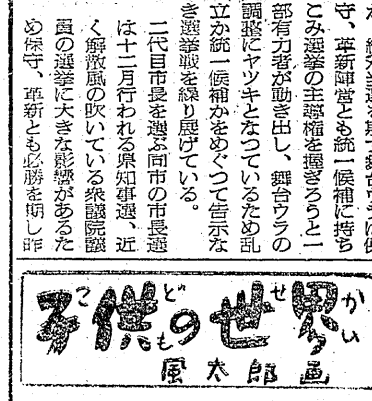 守、革新陣営とも統一候補に持ち
こみ選挙の主導権を握ぎろうと一
部有力者が動き出し、舞台ウラの
調整にヤツキとなつているため乱
立か統一候補かをめぐつて告示な
き選挙戦を繰り展げている。
二代目市長を選ぶ同市の市長選
は十二月行われる県知事選、近
く解散風の吹いている衆議院議
員の選挙に大きな影響があるた
め保守、革新とも必勝を期し昨
子供の世界
こどものせかい
風太郎画